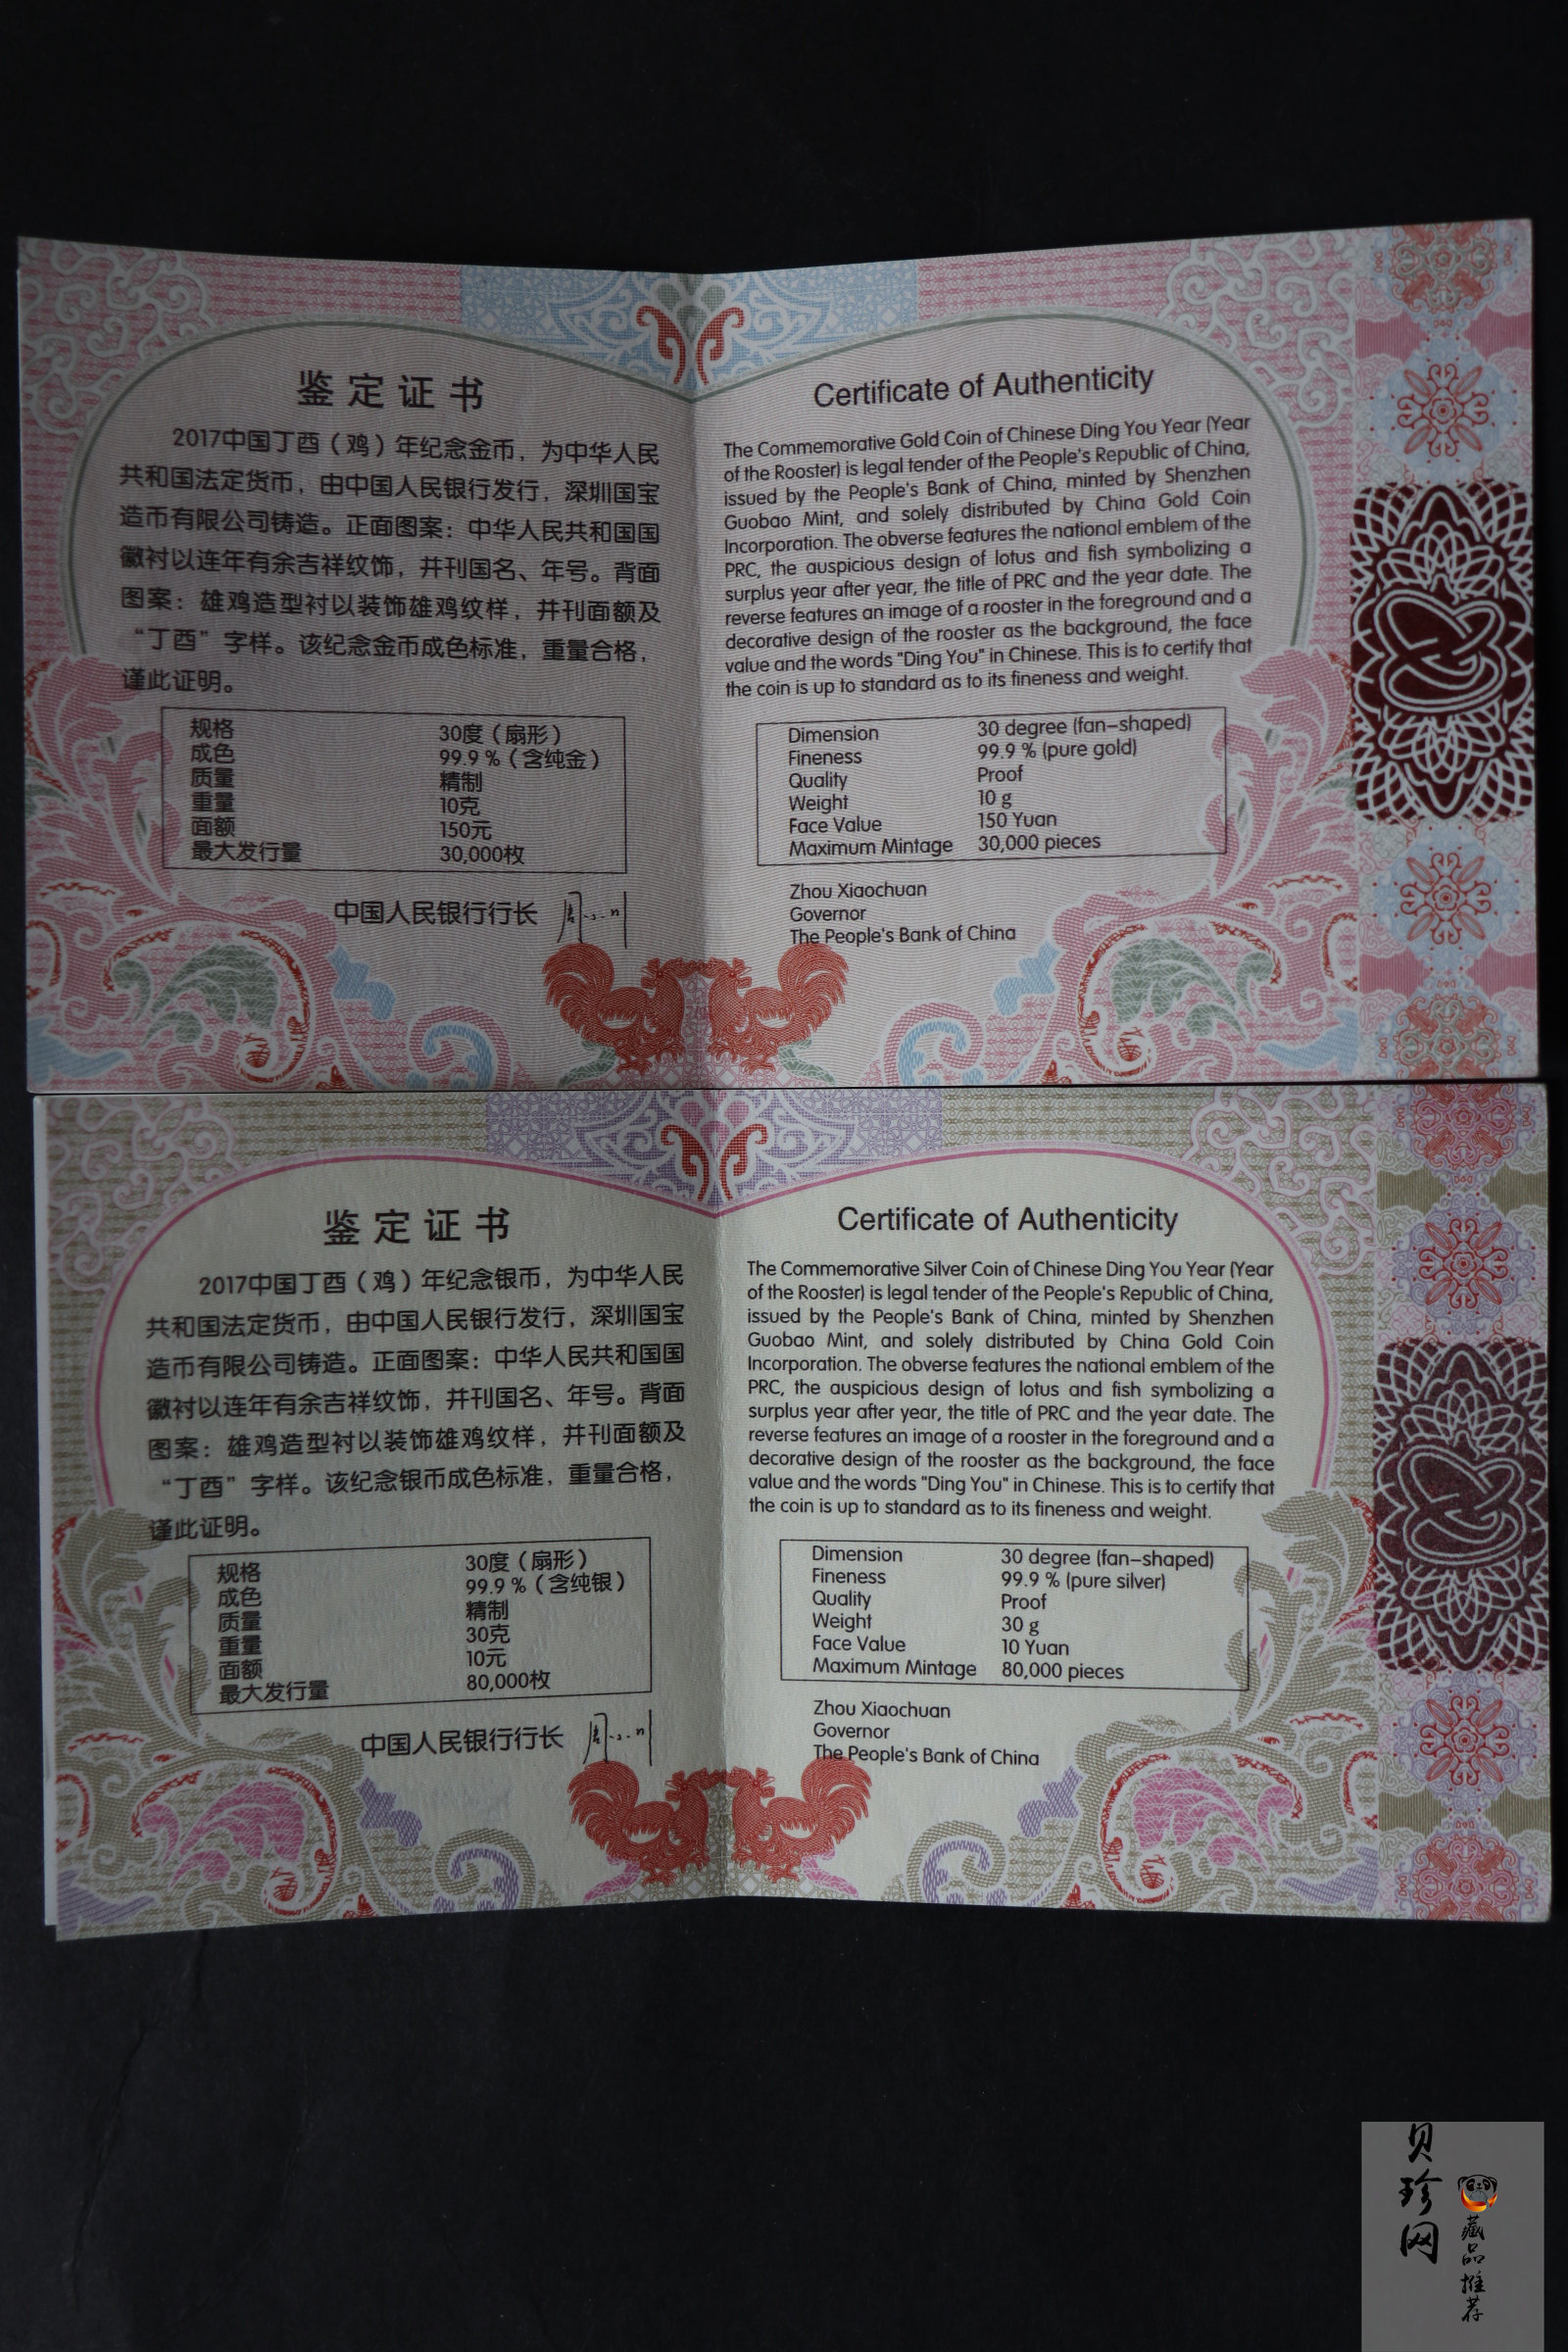 鉴定证书
2017中国丁酉（鸡）年纪念金币，为中华人民
共和国法定货币，由中国人民银行发行，深圳国宝
造币有限公司铸造。正面图案：中华人民共和国国
徽衬以连年有余吉祥纹饰，并刊国名、年号。背面
图案：雄鸡造型衬以装饰雄鸡纹样，并刊面额及
“丁酉”字样。该纪念金币成色标准，重量合格，
谨此证明。
规格 30度（扇形）
成色 99.9 %（含纯金）
质量 精制
重量 10克
面额 150元
最大发行量 30,000枚
中国人民银行行长
Certificate of Authenticity
The Commemorative Gold Coin of Chinese Ding You Year (Year
of the Rooster) is legal tender of the People's Republic of China,
issued by the People's Bank of China, minted by Shenzhen
Guobao Mint, and solely distributed by China Gold Coin
Incorporation. The obverse features the national emblem of the
PRC, the auspicious design of lotus and fish symbolizing a
surplus year after year, the title of PRC and the year date. The
reverse features an image of a rooster in the foreground and a
decorative design of the rooster as the background, the face
value and the words "Ding You" in Chinese. This is to certify that
the coin is up to standard as to its fineness and weight.
Dimension 30 degree (fan-shaped)
Fineness 99.9 % (pure gold)
Quality Proof
Weight 10 g
Face Value 150 Yuan
Maximum Mintage 30,000 pieces
Zhou Xiaochuan
Governor
The People's Bank of China
鉴定证书
2017中国丁酉（鸡）年纪念银币，为中华人民
共和国法定货币，由中国人民银行发行，深圳国宝
造币有限公司铸造。正面图案：中华人民共和国国
徽衬以连年有余吉祥纹饰，并刊国名、年号。背面
图案：雄鸡造型衬以装饰雄鸡纹样，并刊面额及
“丁酉”字样。该纪念银币成色标准，重量合格，
谨此证明。
规格 30度（扇形）
成色 99.9 %（含纯银）
质量 精制
重量 30克
面额 10元
最大发行量 80,000枚
中国人民银行行长
Certificate of Authenticity
The Commemorative Silver Coin of Chinese Ding You Year (Year
of the Rooster) is legal tender of the People's Republic of China,
issued by the People's Bank of China, minted by Shenzhen
Guobao Mint, and solely distributed by China Gold Coin
Incorporation. The obverse features the national emblem of the
PRC, the auspicious design of lotus and fish symbolizing a
surplus year after year, the title of PRC and the year date. The
reverse features an image of a rooster in the foreground and a
decorative design of the rooster as the background, the face
value and the words "Ding You" in Chinese. This is to certify that
the coin is up to standard as to its fineness and weight.
Dimension 30 degree (fan-shaped)
Fineness 99.9 % (pure silver)
Quality Proof
Weight 30 g
Face Value 10 Yuan
Maximum Mintage 80,000 pieces
Zhou Xiaochuan
Governor
The People's Bank of China
贝珍网
藏品推荐